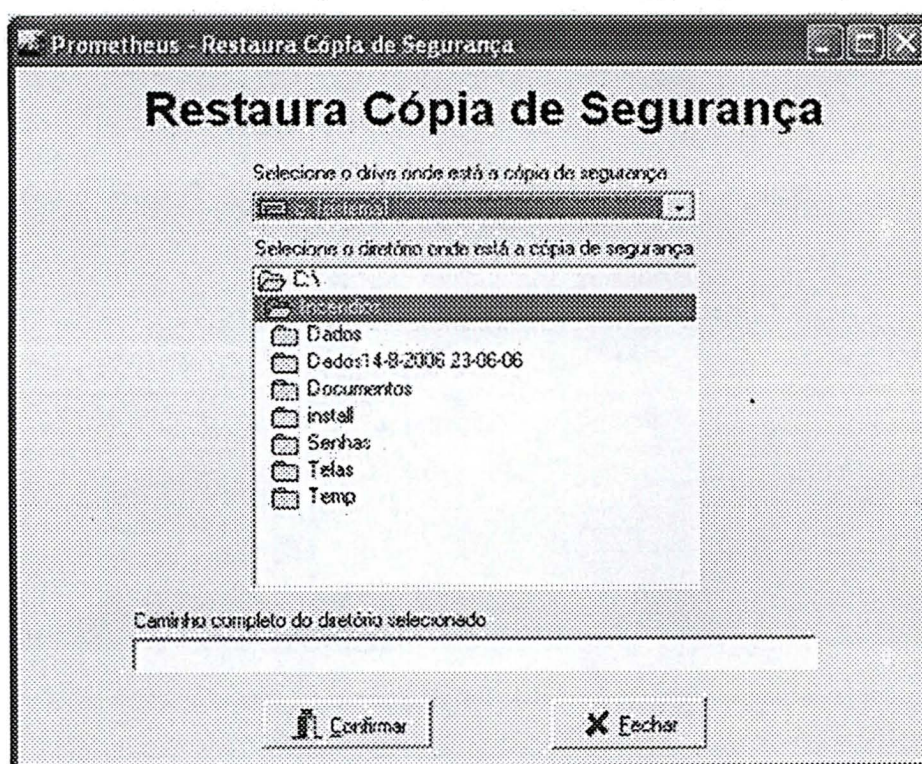 Prometheus - Restaura Cópia de Segurança
Restaura Cópia de Segurança
Selecione o drive onde está a cópia de segurança
Selecione o diretório onde está a cópia de segurança
C:\
Incendios
Dados
Dados14-8-2006 23-06-06
Documentos
install
Senhas
Telas
Temp
Caminho completo do diretório selecionado
Confirmar
Fechar